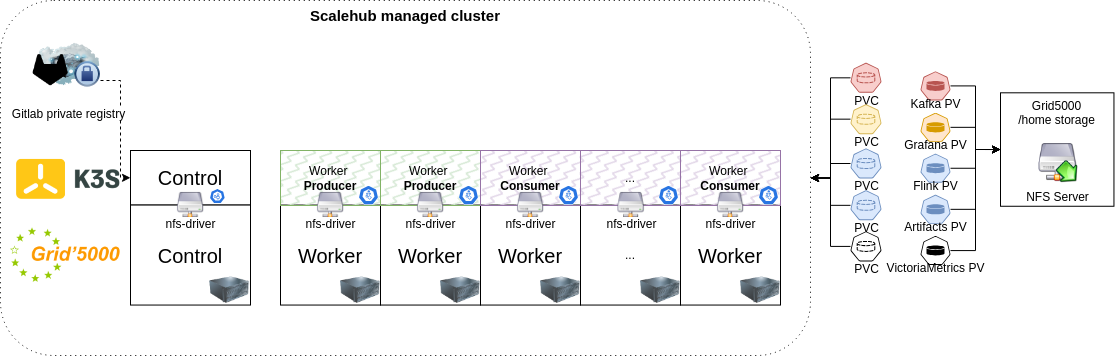 Scalehub managed cluster
Gitlab private registry
K3S
Grid'5000
Control
nfs-driver
Control
Worker
Producer
nfs-driver
Worker
Worker
Producer
nfs-driver
Worker
Worker
Consumer
nfs-driver
Worker
...
nfs-driver
...
Worker
Consumer
nfs-driver
Worker
PVC
PVC
PVC
PVC
PVC
Kafka PV
Grafana PV
Flink PV
Artifacts PV
VictoriaMetrics PV
Grid5000
/home storage
NFS Server